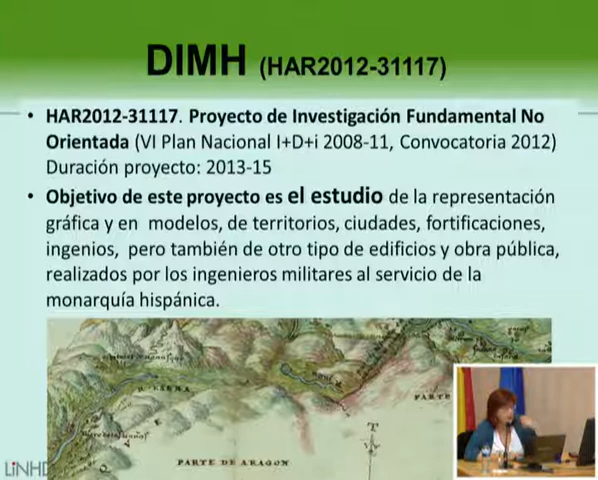 DIMH (HAR2012-31117)
• HAR2012-31117. Proyecto de Investigación Fundamental No
Orientada (VI Plan Nacional I+D+i 2008-11, Convocatoria 2012)
Duración proyecto: 2013-15
• Objetivo de este proyecto es el estudio de la representación
gráfica y en modelos, de territorios, ciudades, fortificaciones,
ingenios, pero también de otro tipo de edificios y obra pública,
realizados por los ingenieros militares al servicio de la
monarquía hispánica.
PARTE
PARTE DE ARAGON
LINHD